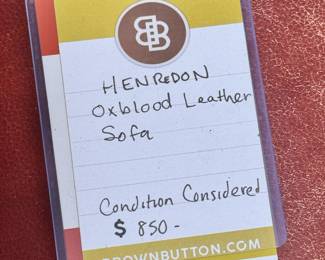 HENREDON
Oxblood Leather
Sofa
Condition Considered
$ 850-
BROWNBUTTON.COM